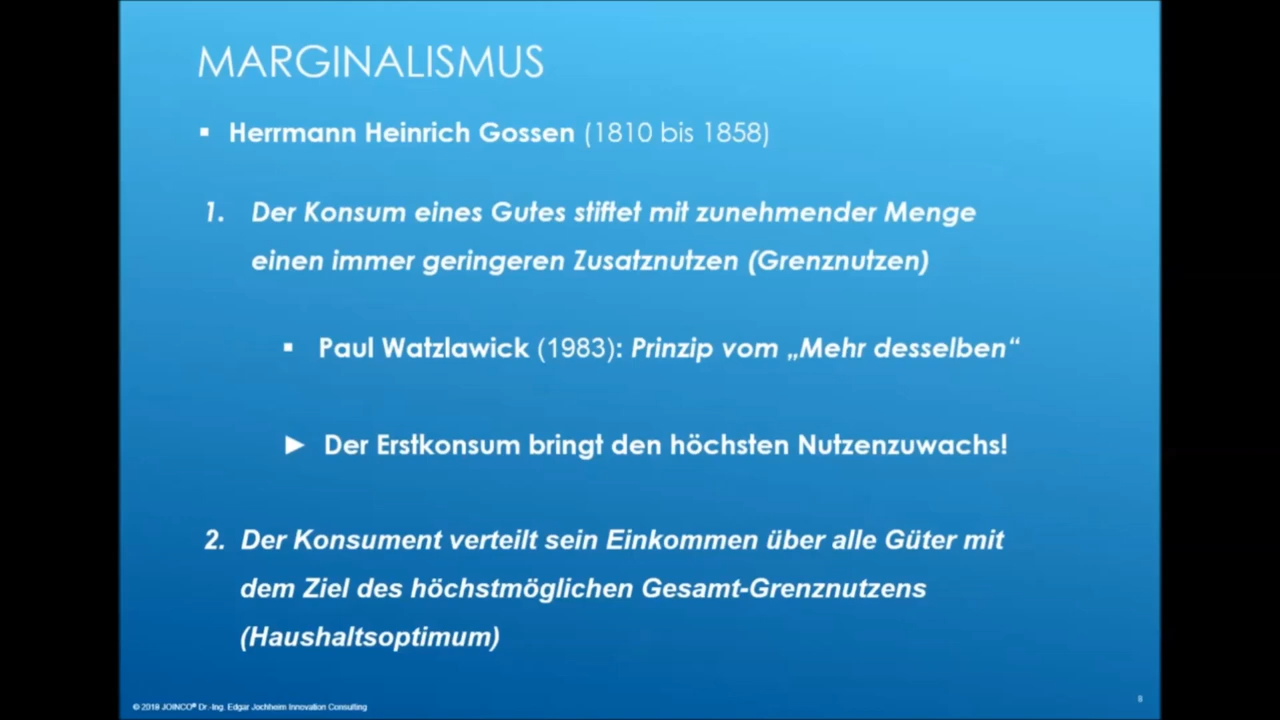 MARGINALISMUS
▪ Herrmann Heinrich Gossen (1810 bis 1858)
1. Der Konsum eines Gutes stiftet mit zunehmender Menge
einen immer geringeren Zusatznutzen (Grenznutzen)
▪ Paul Watzlawick (1983): Prinzip vom „Mehr desselben“
► Der Erstkonsum bringt den höchsten Nutzenzuwachs!
2. Der Konsument verteilt sein Einkommen über alle Güter mit
dem Ziel des höchstmöglichen Gesamt-Grenznutzens
(Haushaltsoptimum)
© 2018 JOINCO® Dr.-Ing. Edgar Jochheim Innovation Consulting
8